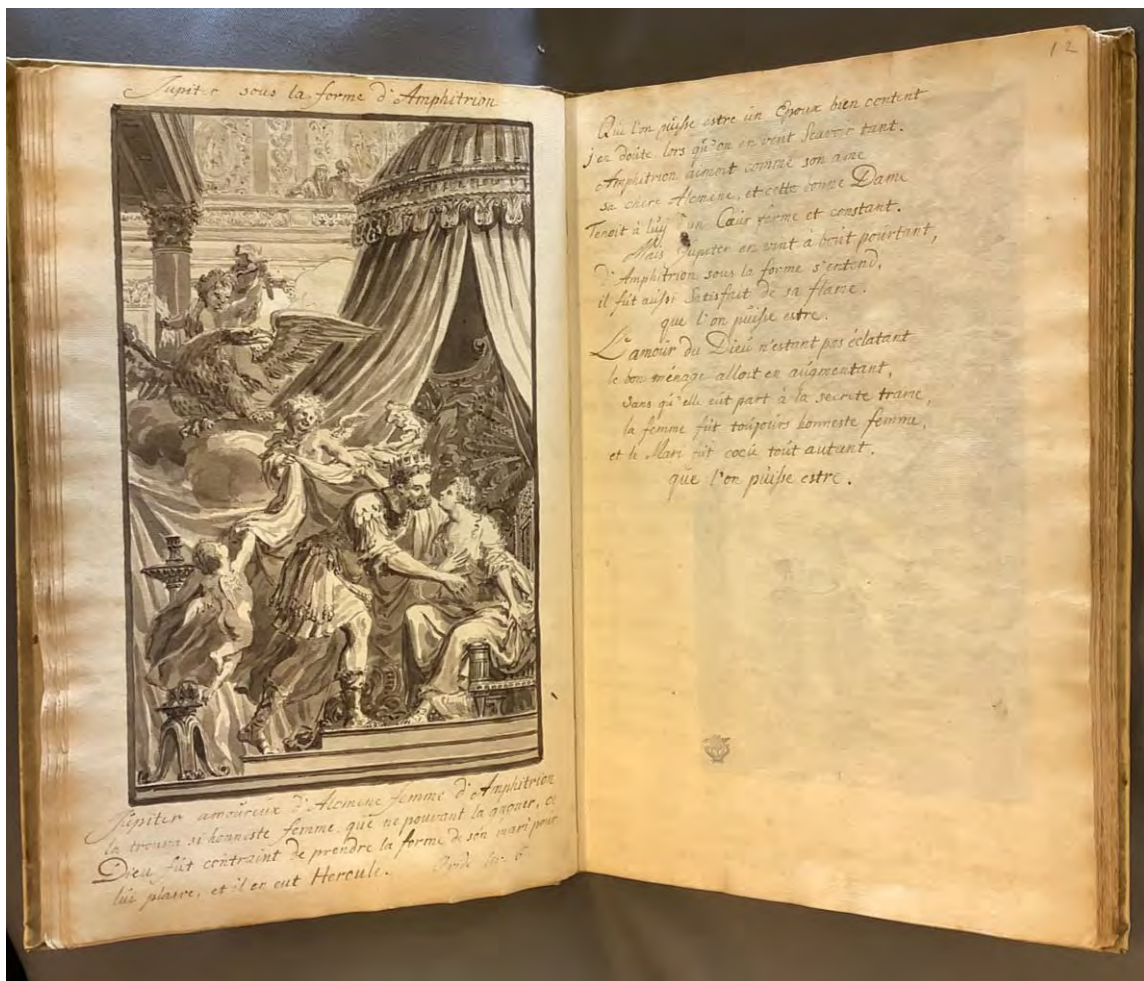 Jupiter sous la forme d'Amphitrion
Jupiter amoureux d'Alcmene femme d'Amphitrion
la trouva si honneste femme, que ne pouvant la gagner, ce
Dieu fut contraint de prendre la forme de son mari pour
lui plaire, et il en eut Hercule. Ovide liv. 6
12
Que l'on puisse estre un Epoux bien content
j'en doute lors qu'on en veut sçavoir tant.
Amphitrion aimoit comme son ame
sa chere Alcmene, et cette bonne Dame
Tenoit à luy d'un Cœur ferme et constant.
Mais Jupiter en vint à bout pourtant,
d'Amphitrion sous la forme s'entend,
il fut aussi Satisfait de sa flame.
que l'on puisse estre.
L'amour du Dieu n'estant pas éclatant
le bon ménage alloit en augmentant,
sans qu'elle eut part à la secrete trame,
la femme fut toujours honneste femme,
et le Mari fut cocu tout autant.
que l'on puisse estre.